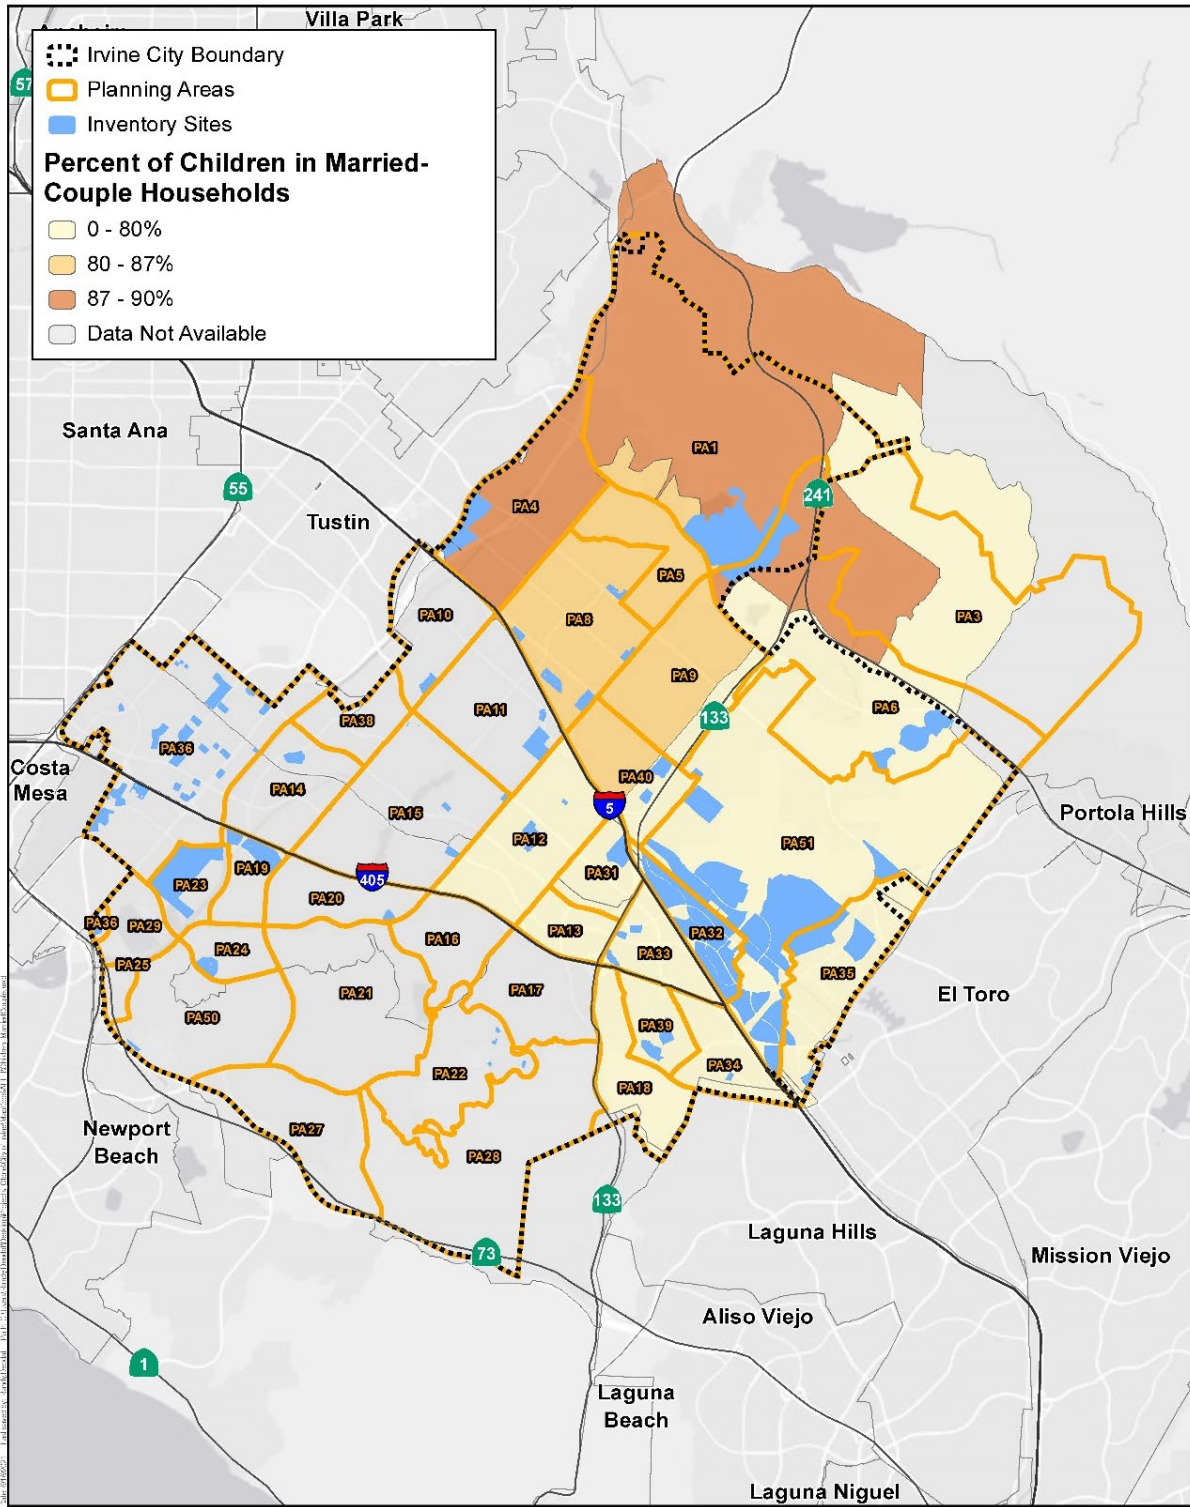 Villa Park
57
Irvine City Boundary
Planning Areas
Inventory Sites
Percent of Children in Married-
Couple Households
0 - 80%
80 - 87%
87 - 90%
Data Not Available
Santa Ana
55
Tustin
PA1
241
PA4
PA5
PA10
PA8
PA3
PA9
PA6
PA11
133
PA38
PA36
Costa
Mesa
PA40
PA14
5
PA15
Portola Hills
PA12
PA51
PA19
PA31
405
PA23
PA20
PA36
PA29
PA13
PA32
PA16
PA24
PA33
PA25
PA35
PA17
PA21
El Toro
PA50
PA39
PA34
PA22
PA18
Newport
Beach
PA27
PA28
133
Laguna Hills
73
Mission Viejo
Aliso Viejo
1
Laguna
Beach
Laguna Niguel